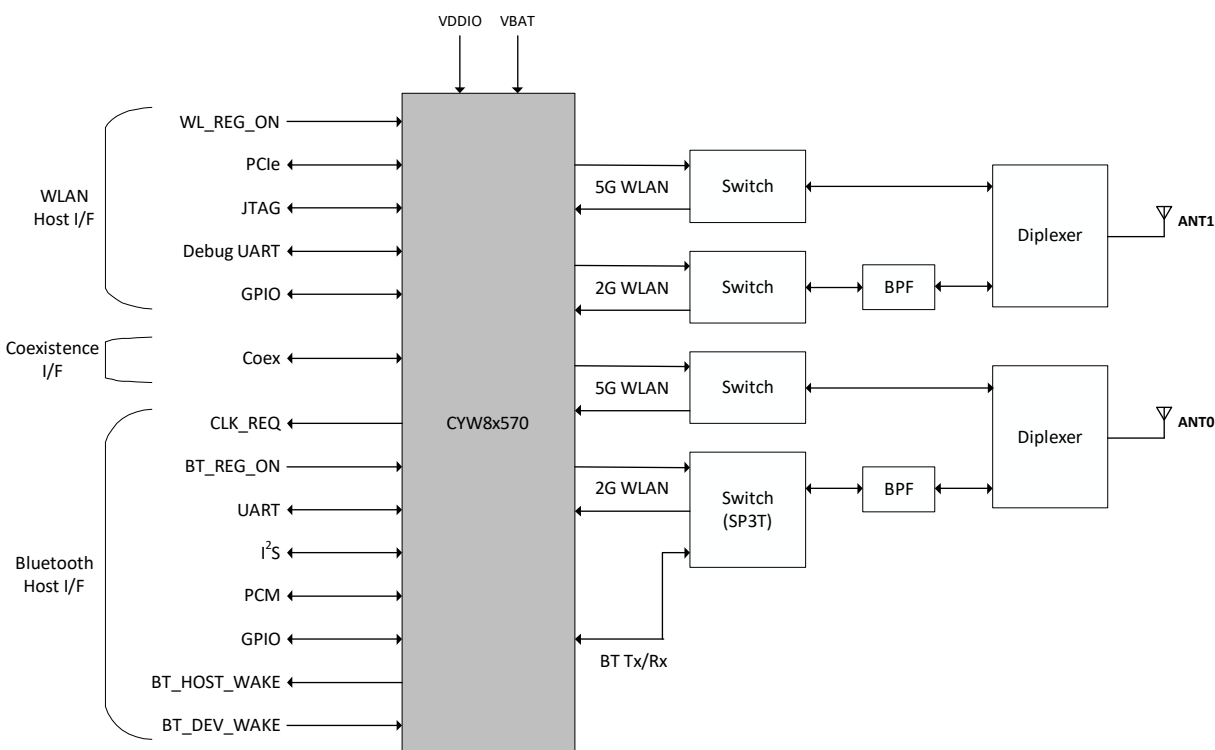 VDDIO
VBAT
WLAN
Host I/F
WL_REG_ON
PCIe
JTAG
Debug UART
GPIO
Coexistence
I/F
Coex
Bluetooth
Host I/F
CLK_REQ
BT_REG_ON
UART
I²S
PCM
GPIO
BT_HOST_WAKE
BT_DEV_WAKE
CYW8x570
5G WLAN
Switch
2G WLAN
Switch
BPF
Diplexer
ANT1
5G WLAN
Switch
2G WLAN
Switch
(SP3T)
BPF
Diplexer
ANT0
BT Tx/Rx